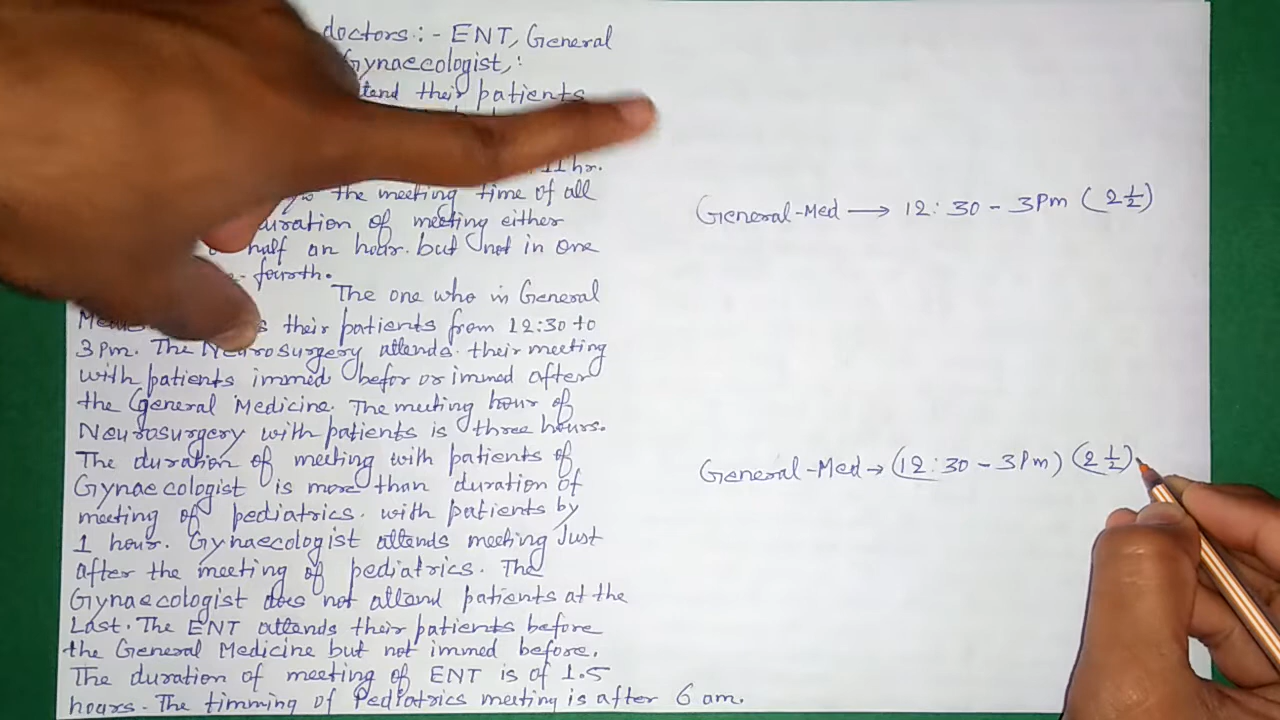 doctors:- ENT, General
Gynaecologist,:
their patients
11 hr.
the meeting time of all
duration of meeting either
half an hour. but not in one
fourth.
The one who in General
their patients from 12:30 to
3pm. The Neurosurgery attends. their meeting
with patients immed befor or immed after
the General Medicine. The meeting hour of
Neurosurgery with patients is three hours.
The duration of meeting with patients of
Gynaecologist is more than duration of
meeting of pediatrics. with patients by
1 hour. Gynaecologist attends meeting Just
after the meeting of pediatrics. The
Gynaecologist does not attend patients at the
Last. The ENT attends their patients before
the General Medicine but not immed before.
The duration of meeting of ENT is of 1.5
hours- The timming of Pediatrics meeting is after 6 am.
General-Med → 12:30 - 3Pm (2 1/2)
General-Med → (12:30 - 3Pm) (2 1/2)